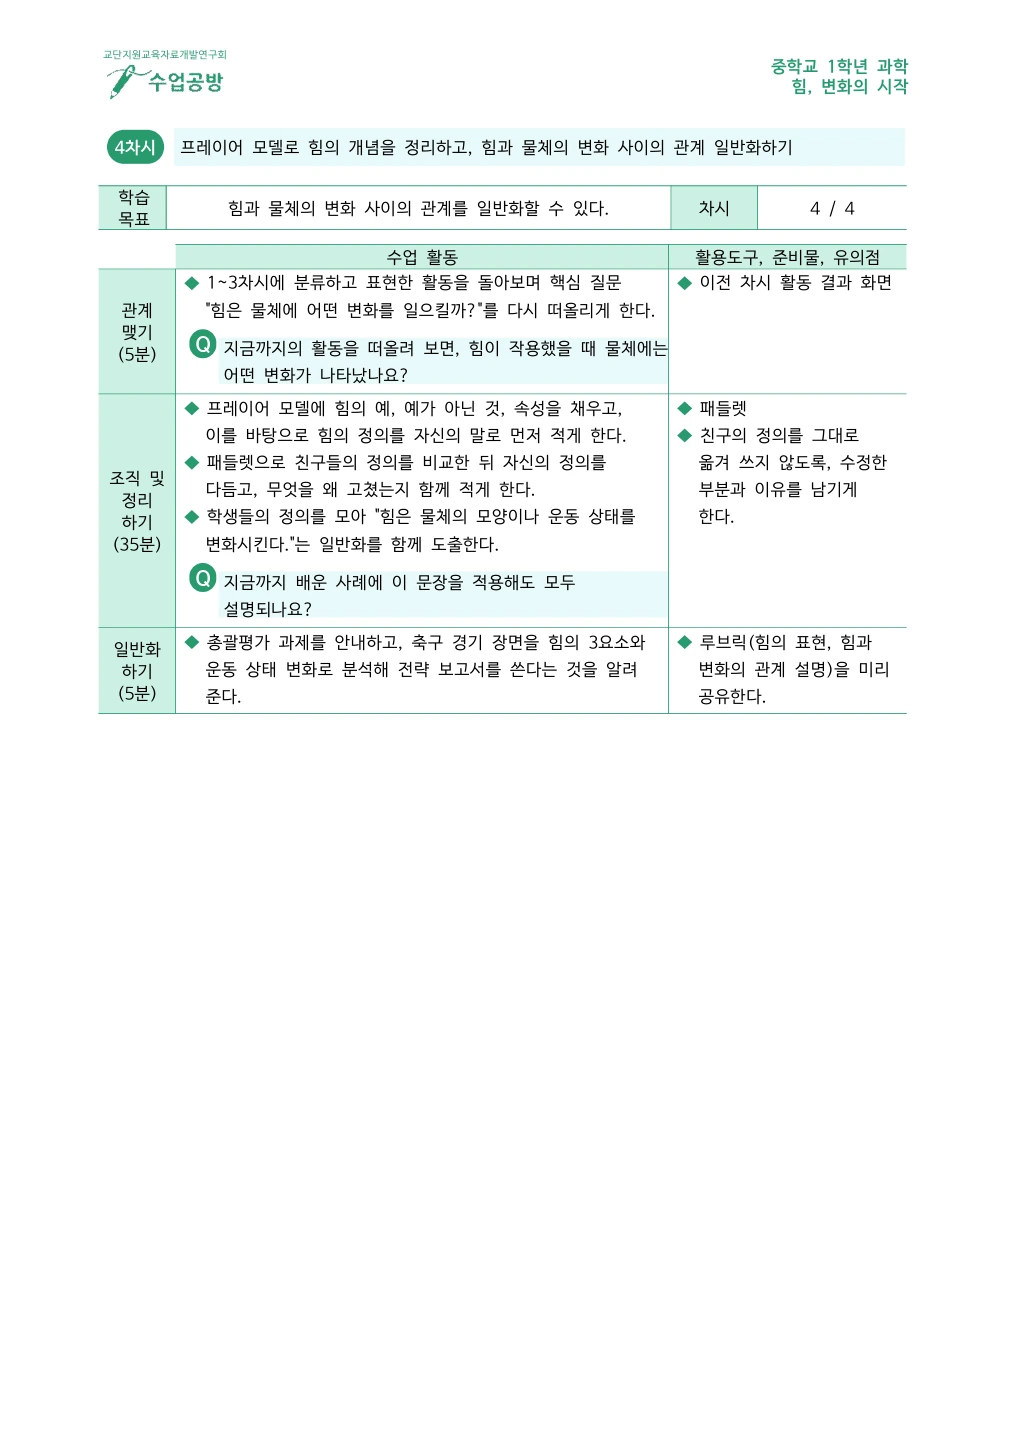 교단지원교육자료개발연구회
수업공방
중학교 1학년 과학
힘, 변화의 시작
4차시
프레이어 모델로 힘의 개념을 정리하고, 힘과 물체의 변화 사이의 관계 일반화하기
학습
목표
힘과 물체의 변화 사이의 관계를 일반화할 수 있다.
차시
4 / 4
수업 활동
활용도구, 준비물, 유의점
관계
맺기
(5분)
◆ 1~3차시에 분류하고 표현한 활동을 돌아보며 핵심 질문
"힘은 물체에 어떤 변화를 일으킬까?"를 다시 떠올리게 한다.
Q 지금까지의 활동을 떠올려 보면, 힘이 작용했을 때 물체에는
어떤 변화가 나타났나요?
◆ 이전 차시 활동 결과 화면
조직 및
정리
하기
(35분)
◆ 프레이어 모델에 힘의 예, 예가 아닌 것, 속성을 채우고,
이를 바탕으로 힘의 정의를 자신의 말로 먼저 적게 한다.
◆ 패들렛으로 친구들의 정의를 비교한 뒤 자신의 정의를
다듬고, 무엇을 왜 고쳤는지 함께 적게 한다.
◆ 학생들의 정의를 모아 "힘은 물체의 모양이나 운동 상태를
변화시킨다."는 일반화를 함께 도출한다.
Q 지금까지 배운 사례에 이 문장을 적용해도 모두
설명되나요?
◆ 패들렛
◆ 친구의 정의를 그대로
옮겨 쓰지 않도록, 수정한
부분과 이유를 남기게
한다.
일반화
하기
(5분)
◆ 총괄평가 과제를 안내하고, 축구 경기 장면을 힘의 3요소와
운동 상태 변화로 분석해 전략 보고서를 쓴다는 것을 알려
준다.
◆ 루브릭(힘의 표현, 힘과
변화의 관계 설명)을 미리
공유한다.